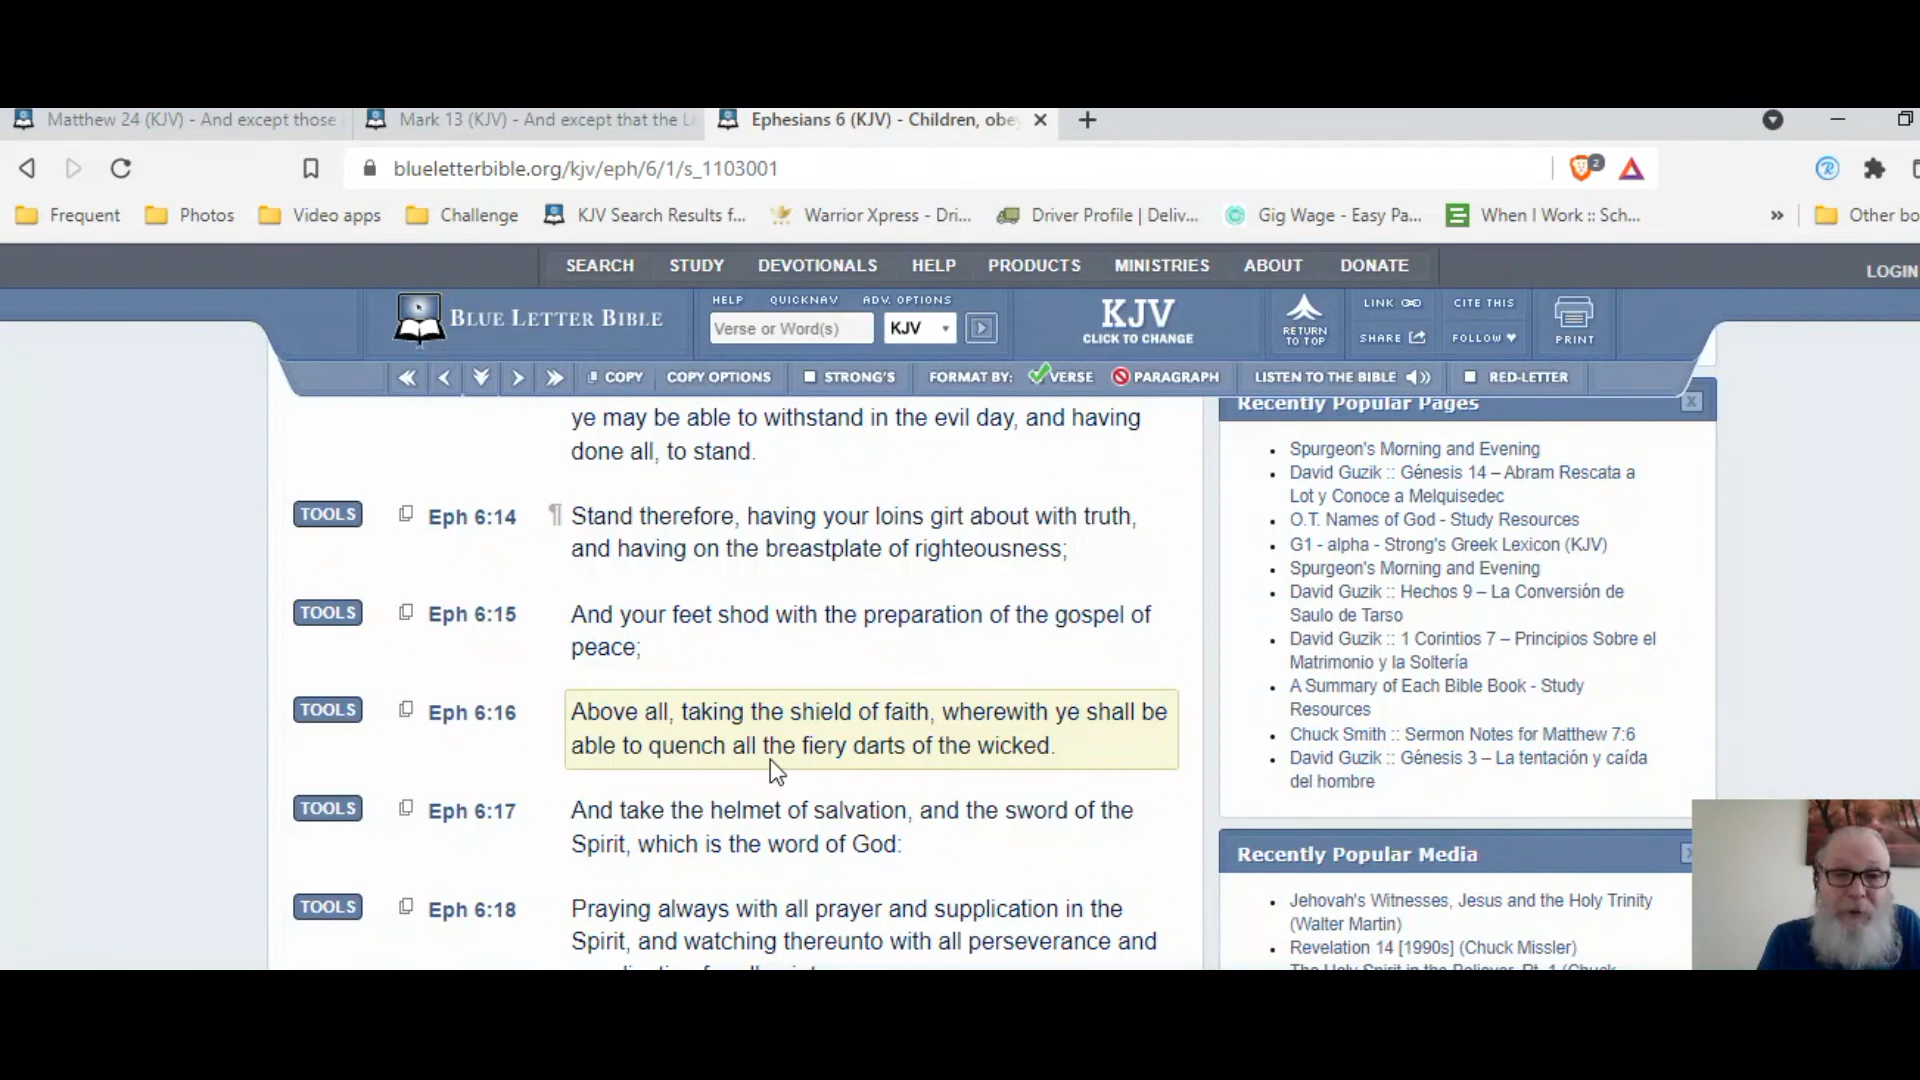 Matthew 24 (KJV) - And except those
Mark 13 (KJV) - And except that the L
Ephesians 6 (KJV) - Children, obe
blueletterbible.org/kjv/eph/6/1/s_1103001
2
Frequent
Photos
Video apps
Challenge
KJV Search Results f...
Warrior Xpress - Dri...
Driver Profile | Deliv...
Gig Wage - Easy Pa...
When I Work :: Sch...
»
Other bo
SEARCH
STUDY
DEVOTIONALS
HELP
PRODUCTS
MINISTRIES
ABOUT
DONATE
LOGIN
BLUE LETTER BIBLE
HELP
QUICKNAV
ADV. OPTIONS
Verse or Word(s)
KJV
KJV
CLICK TO CHANGE
RETURN
TO TOP
LINK
CITE THIS
SHARE
FOLLOW
PRINT
COPY
COPY OPTIONS
STRONG'S
FORMAT BY:
VERSE
PARAGRAPH
LISTEN TO THE BIBLE
RED-LETTER
ye may be able to withstand in the evil day, and having
done all, to stand.
TOOLS
Eph 6:14
¶ Stand therefore, having your loins girt about with truth,
and having on the breastplate of righteousness;
TOOLS
Eph 6:15
And your feet shod with the preparation of the gospel of
peace;
TOOLS
Eph 6:16
Above all, taking the shield of faith, wherewith ye shall be
able to quench all the fiery darts of the wicked.
TOOLS
Eph 6:17
And take the helmet of salvation, and the sword of the
Spirit, which is the word of God:
TOOLS
Eph 6:18
Praying always with all prayer and supplication in the
Spirit, and watching thereunto with all perseverance and
Recently Popular Pages
x
• Spurgeon's Morning and Evening
• David Guzik :: Génesis 14 – Abram Rescata a
Lot y Conoce a Melquisedec
• O.T. Names of God - Study Resources
• G1 - alpha - Strong's Greek Lexicon (KJV)
• Spurgeon's Morning and Evening
• David Guzik :: Hechos 9 – La Conversión de
Saulo de Tarso
• David Guzik :: 1 Corintios 7 – Principios Sobre el
Matrimonio y la Soltería
• A Summary of Each Bible Book - Study
Resources
• Chuck Smith :: Sermon Notes for Matthew 7:6
• David Guzik :: Génesis 3 – La tentación y caída
del hombre
Recently Popular Media
• Jehovah's Witnesses, Jesus and the Holy Trinity
(Walter Martin)
• Revelation 14 [1990s] (Chuck Missler)